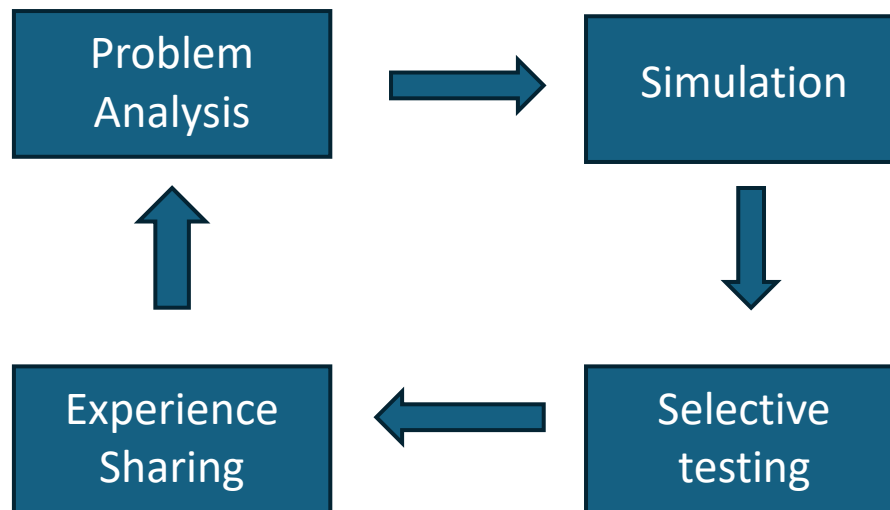 Problem
Analysis
Simulation
Experience
Sharing
Selective
testing